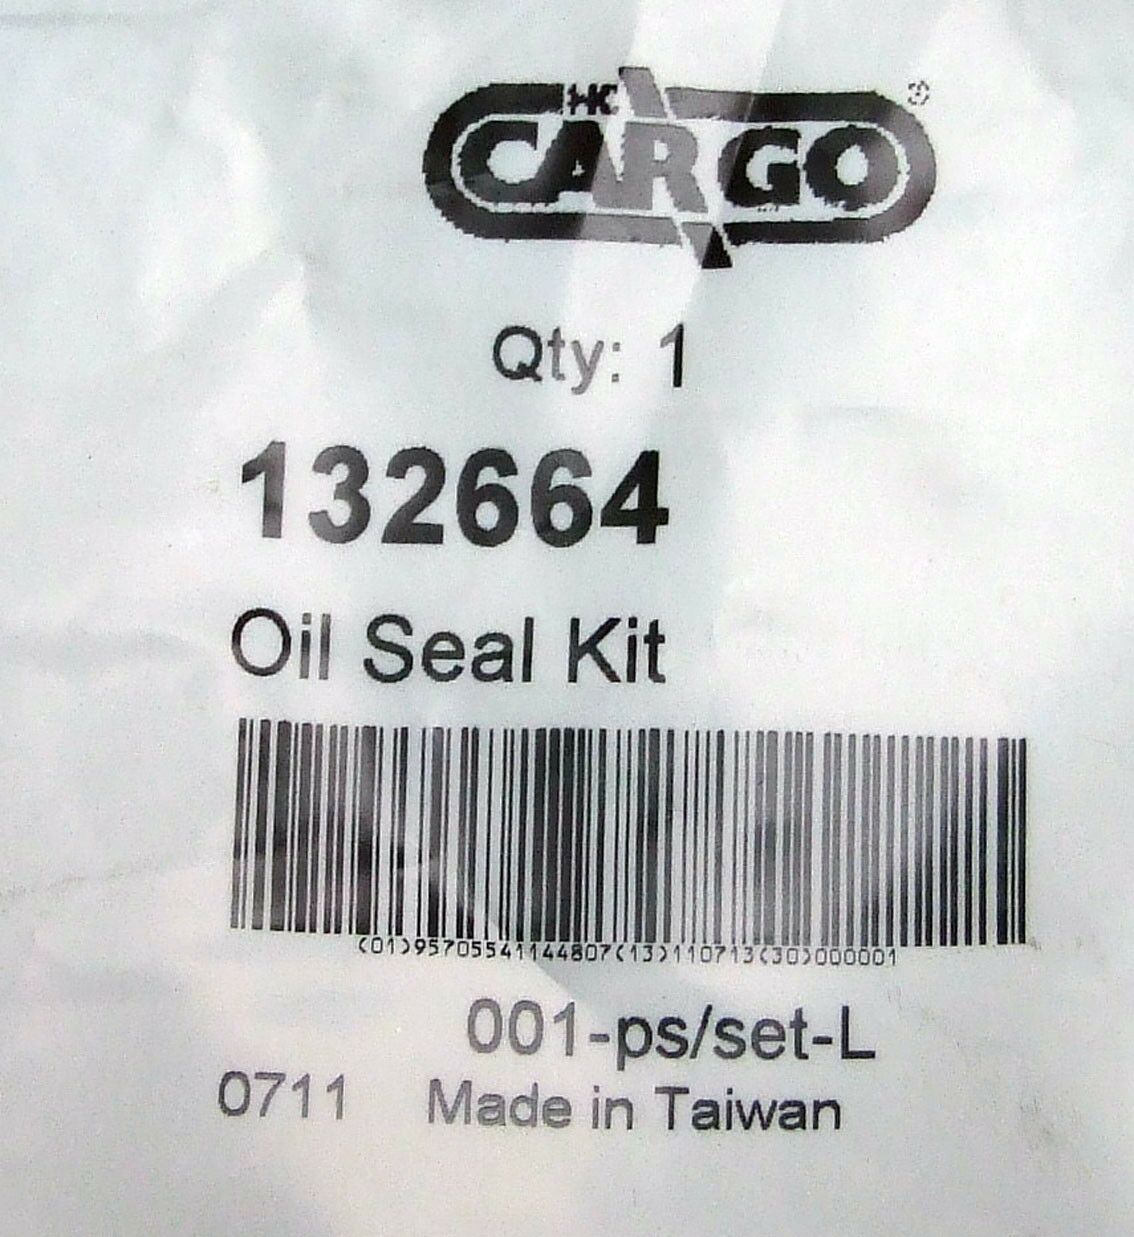 HC
CARGO®
Qty: 1
132664
Oil Seal Kit
(01)95705541144807(13)110713(30)000001
001-ps/set-L
0711 Made in Taiwan